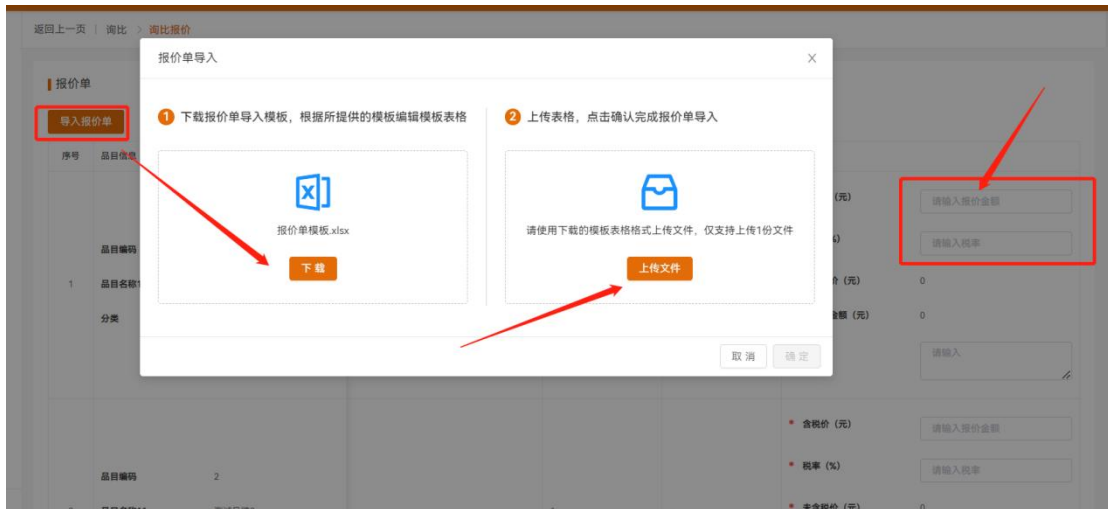 返回上一页 | 询比 > 询比报价
报价单导入 X
报价单
导入报价单
1 下载报价单导入模板，根据所提供的模板编辑模板表格
2 上传表格，点击确认完成报价单导入
序号 品目信息
报价单模板.xlsx
请使用下载的模板表格格式上传文件，仅支持上传1份文件
下载
上传文件
(元) 请输入报价金额
品目编码 请输入税率
1 品目名称 (元) 0
分类 金额（元） 0
取消 确定
请输入
* 含税价（元） 请输入报价金额
品目编码 2 * 税率（%） 请输入税率
* 未含税价（元） 0